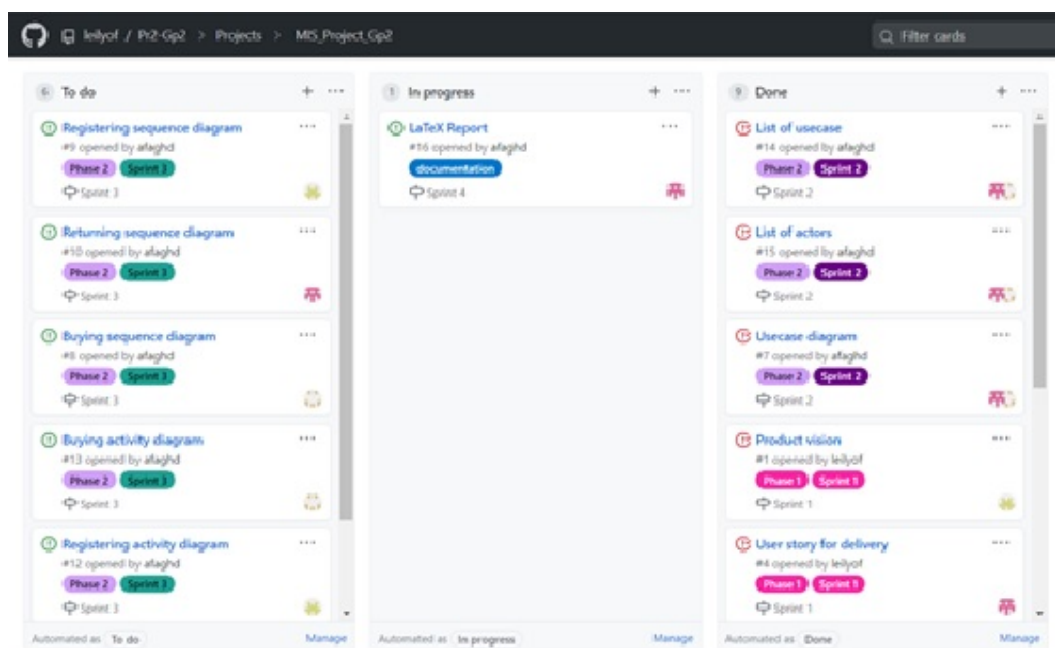 leilyof / Pr2-Gp2 > Projects > MIS_Project_Gp2
Filter cards
6 To do
Registering sequence diagram
#9 opened by afaghd
Phase 2 Sprint 3
Sprint 3
Returning sequence diagram
#10 opened by afaghd
Phase 2 Sprint 3
Sprint 3
Buying sequence diagram
#8 opened by afaghd
Phase 2 Sprint 3
Sprint 3
Buying activity diagram
#13 opened by afaghd
Phase 2 Sprint 3
Sprint 3
Registering activity diagram
#12 opened by afaghd
Phase 2 Sprint 3
Sprint 3
Automated as To do Manage
1 In progress
LaTeX Report
#16 opened by afaghd
documentation
Sprint 4
Automated as In progress Manage
9 Done
List of usecase
#14 opened by afaghd
Phase 2 Sprint 2
Sprint 2
List of actors
#15 opened by afaghd
Phase 2 Sprint 2
Sprint 2
Usecase diagram
#7 opened by afaghd
Phase 2 Sprint 2
Sprint 2
Product vision
#1 opened by leilyof
Phase 1 Sprint 1
Sprint 1
User story for delivery
#4 opened by leilyof
Phase 1 Sprint 1
Sprint 1
Automated as Done Manage